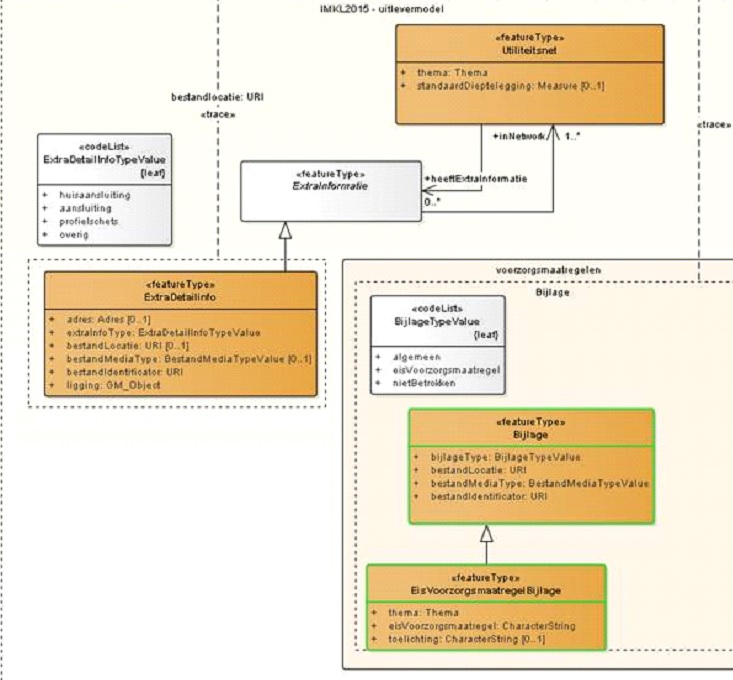 IMKL2015 - uitlevermodel
«featureType»
Utiliteitsnet
+ thema: Thema
+ standaardDieptelegging: Measure [0..1]
bestandlocatie: URI
«trace»
«trace»
+inNetwork
1..*
«codeList»
ExtraDetailInfoTypeValue
{leaf}
+ huisaansluiting
+ aansluiting
+ profielschets
+ overig
«featureType»
ExtraInformatie
+heeftExtraInformatie
0..*
«featureType»
ExtraDetailInfo
+ adres: Adres [0..1]
+ extraInfoType: ExtraDetailInfoTypeValue
+ bestandLocatie: URI [0..1]
+ bestandMediaType: BestandMediaTypeValue [0..1]
+ bestandIdentificator: URI
+ ligging: GM_Object
voorzorgsmaatregelen
Bijlage
«codeList»
BijlageTypeValue
{leaf}
+ algemeen
+ eisVoorzorgsmaatregel
+ nietBetrokken
«featureType»
Bijlage
+ bijlageType: BijlageTypeValue
+ bestandLocatie: URI
+ bestandMediaType: BestandMediaTypeValue
+ bestandIdentificator: URI
«featureType»
EisVoorzorgsmaatregelBijlage
+ thema: Thema
+ eisVoorzorgsmaatregel: CharacterString
+ toelichting: CharacterString [0..1]